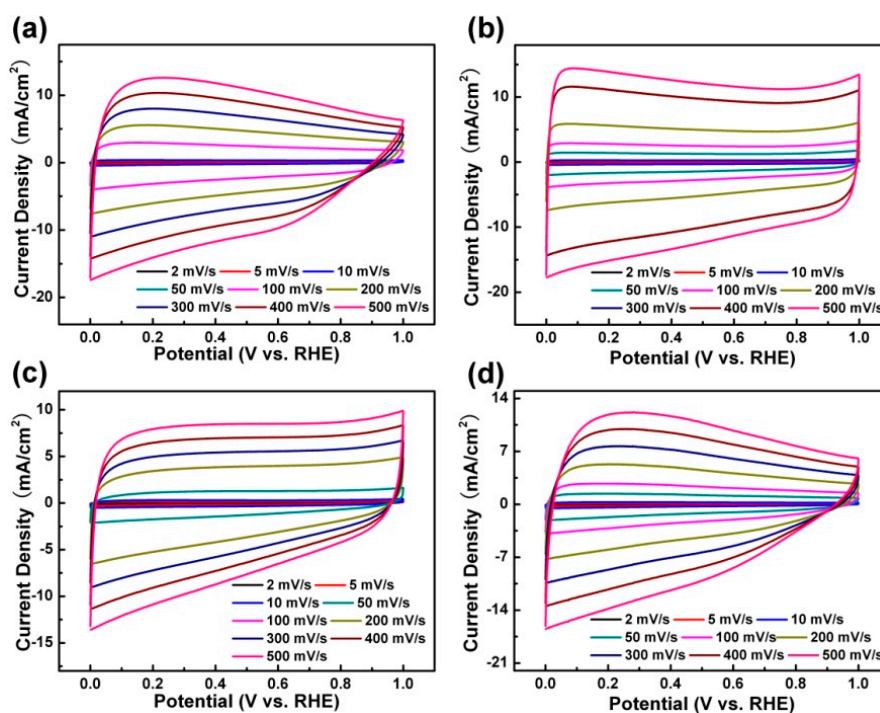 (a)
Current Density (mA/cm²)
10
0
-10
-20
2 mV/s 5 mV/s 10 mV/s
50 mV/s 100 mV/s 200 mV/s
300 mV/s 400 mV/s 500 mV/s
0.0 0.2 0.4 0.6 0.8 1.0
Potential (V vs. RHE)
(b)
Current Density (mA/cm²)
10
0
-10
-20
2 mV/s 5 mV/s 10 mV/s
50 mV/s 100 mV/s 200 mV/s
300 mV/s 400 mV/s 500 mV/s
0.0 0.2 0.4 0.6 0.8 1.0
Potential (V vs. RHE)
(c)
Current Density (mA/cm²)
10
5
0
-5
-10
-15
2 mV/s 5 mV/s
10 mV/s 50 mV/s
100 mV/s 200 mV/s
300 mV/s 400 mV/s
500 mV/s
0.0 0.2 0.4 0.6 0.8 1.0
Potential (V vs. RHE)
(d)
Current Density (mA/cm²)
14
7
0
-7
-14
-21
2 mV/s 5 mV/s 10 mV/s
50 mV/s 100 mV/s 200 mV/s
300 mV/s 400 mV/s 500 mV/s
0.0 0.2 0.4 0.6 0.8 1.0
Potential (V vs. RHE)